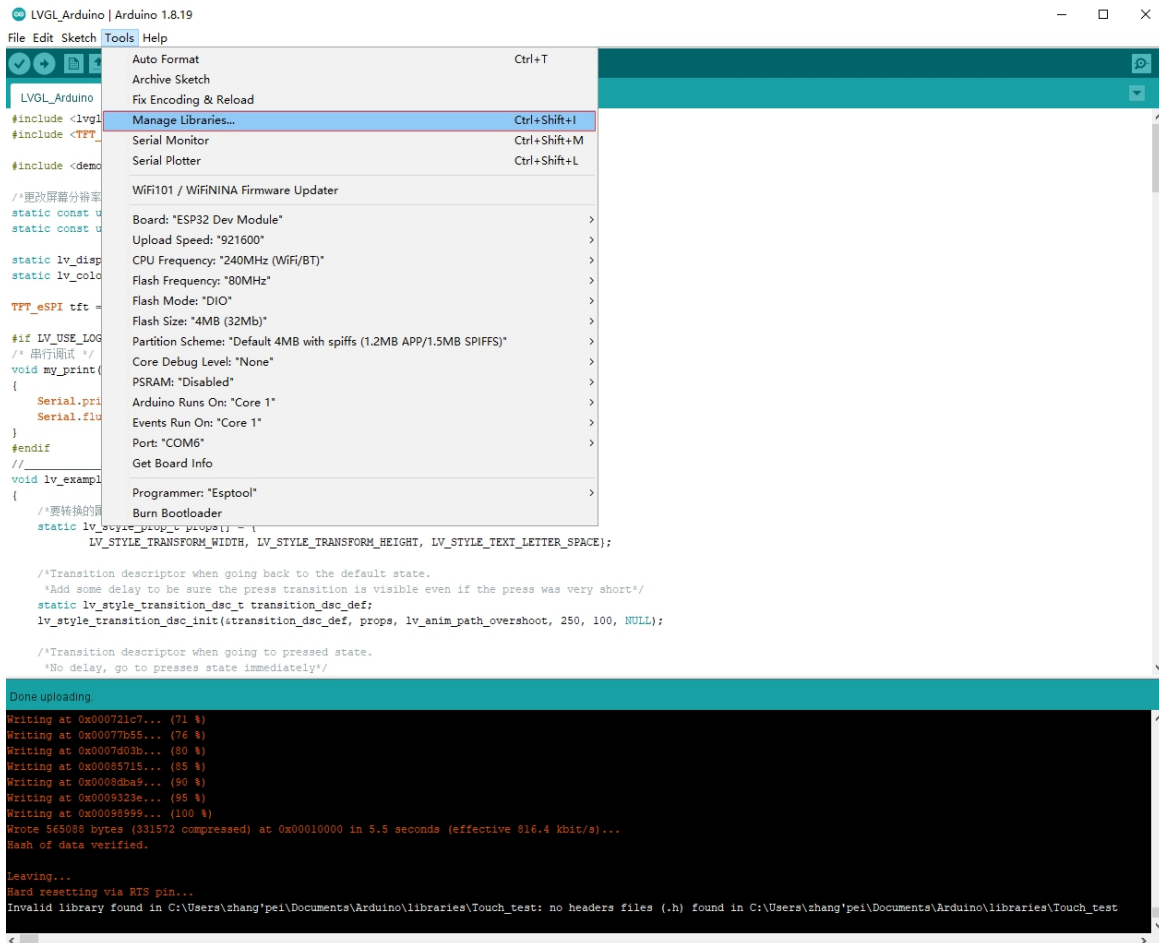 LVGL_Arduino | Arduino 1.8.19
File Edit Sketch Tools Help
Auto Format Ctrl+T
Archive Sketch
Fix Encoding & Reload
LVGL_Arduino
Manage Libraries... Ctrl+Shift+I
Serial Monitor Ctrl+Shift+M
Serial Plotter Ctrl+Shift+L
WiFi101 / WiFiNINA Firmware Updater
Board: "ESP32 Dev Module"
Upload Speed: "921600"
CPU Frequency: "240MHz (WiFi/BT)"
Flash Frequency: "80MHz"
Flash Mode: "DIO"
Flash Size: "4MB (32Mb)"
Partition Scheme: "Default 4MB with spiffs (1.2MB APP/1.5MB SPIFFS)"
Core Debug Level: "None"
PSRAM: "Disabled"
Arduino Runs On: "Core 1"
Events Run On: "Core 1"
Port: "COM6"
Get Board Info
Programmer: "Esptool"
Burn Bootloader
#include <lvgl
#include <TFT_
#include <demo
/*更改屏幕分辨率
static const u
static const u
static lv_disp
static lv_colo
TFT_eSPI tft =
#if LV_USE_LOG
/* 串行调试 */
void my_print(
{
Serial.pri
Serial.flu
}
#endif
//
void lv_exampl
{
/*要转换的
static lv_style_prop_t props[] = {
LV_STYLE_TRANSFORM_WIDTH, LV_STYLE_TRANSFORM_HEIGHT, LV_STYLE_TEXT_LETTER_SPACE};
/*Transition descriptor when going back to the default state.
*Add some delay to be sure the press transition is visible even if the press was very short*/
static lv_style_transition_dsc_t transition_dsc_def;
lv_style_transition_dsc_init(&transition_dsc_def, props, lv_anim_path_overshoot, 250, 100, NULL);
/*Transition descriptor when going to pressed state.
*No delay, go to presses state immediately*/
Done uploading.
Writing at 0x000721c7... (71 %)
Writing at 0x00077b55... (76 %)
Writing at 0x0007d03b... (80 %)
Writing at 0x00085715... (85 %)
Writing at 0x0008dba9... (90 %)
Writing at 0x0009323e... (95 %)
Writing at 0x00098999... (100 %)
Wrote 565088 bytes (331572 compressed) at 0x00010000 in 5.5 seconds (effective 816.4 kbit/s)...
Hash of data verified.
Leaving...
Hard resetting via RTS pin...
Invalid library found in C:\Users\zhang'pei\Documents\Arduino\libraries\Touch_test: no headers files (.h) found in C:\Users\zhang'pei\Documents\Arduino\libraries\Touch_test